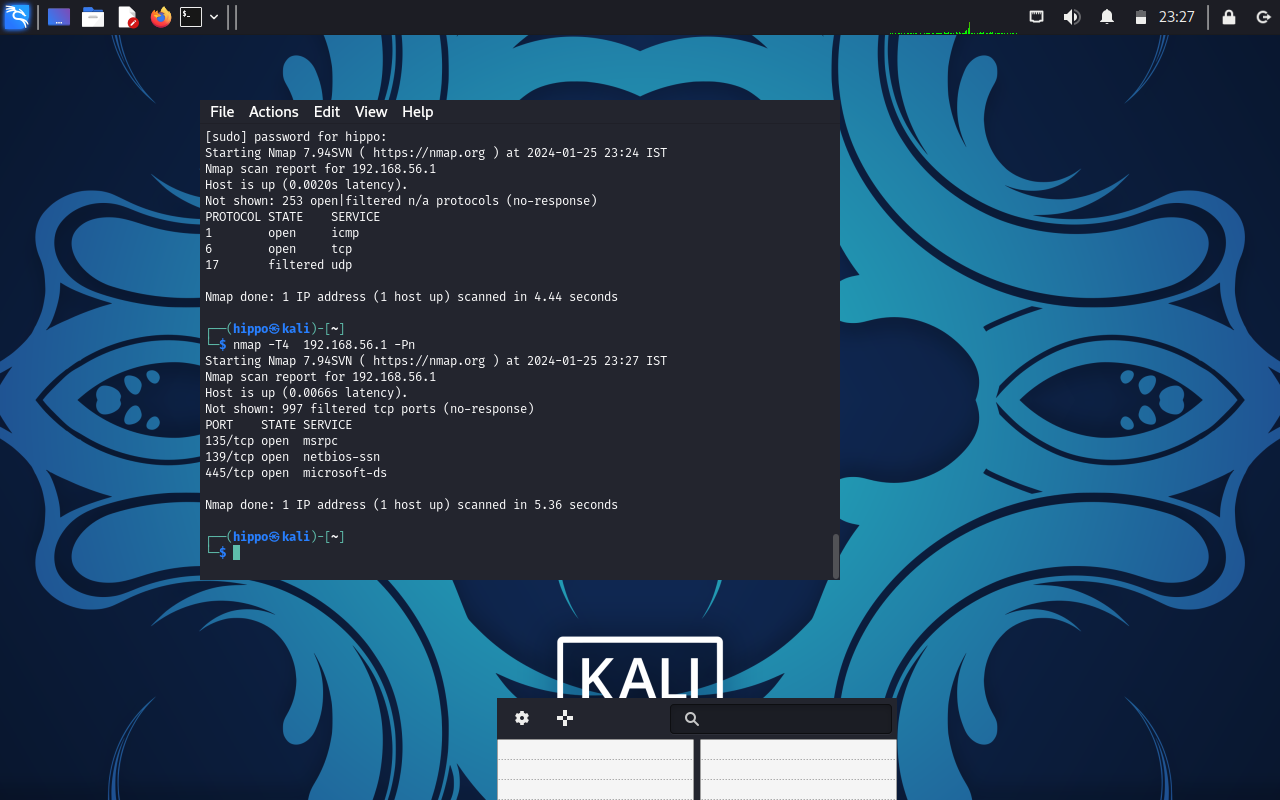 23:27
File Actions Edit View Help
[sudo] password for hippo:
Starting Nmap 7.94SVN ( https://nmap.org ) at 2024-01-25 23:24 IST
Nmap scan report for 192.168.56.1
Host is up (0.0020s latency).
Not shown: 253 open|filtered n/a protocols (no-response)
PROTOCOL STATE    SERVICE
1        open     icmp
6        open     tcp
17       filtered udp
Nmap done: 1 IP address (1 host up) scanned in 4.44 seconds
┌──(hippo㉿kali)-[~]
└─$ nmap -T4  192.168.56.1 -Pn
Starting Nmap 7.94SVN ( https://nmap.org ) at 2024-01-25 23:27 IST
Nmap scan report for 192.168.56.1
Host is up (0.0066s latency).
Not shown: 997 filtered tcp ports (no-response)
PORT    STATE SERVICE
135/tcp open  msrpc
139/tcp open  netbios-ssn
445/tcp open  microsoft-ds
Nmap done: 1 IP address (1 host up) scanned in 5.36 seconds
┌──(hippo㉿kali)-[~]
└─$
KALI